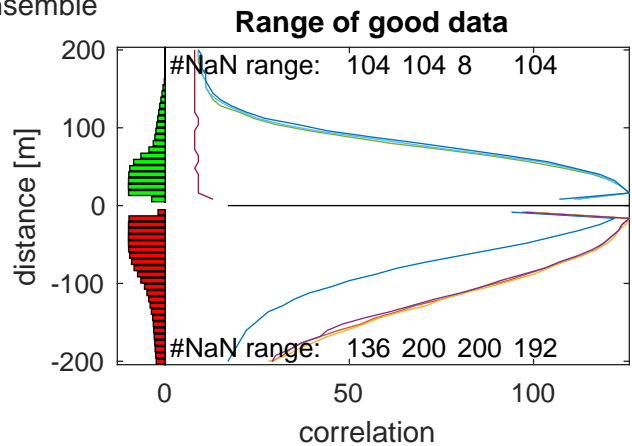 Range of good data
200
#NaN range: 104 104 8 104
100
distance [m]
0
-100
#NaN range: 136 200 200 192
-200
0 50 100
correlation